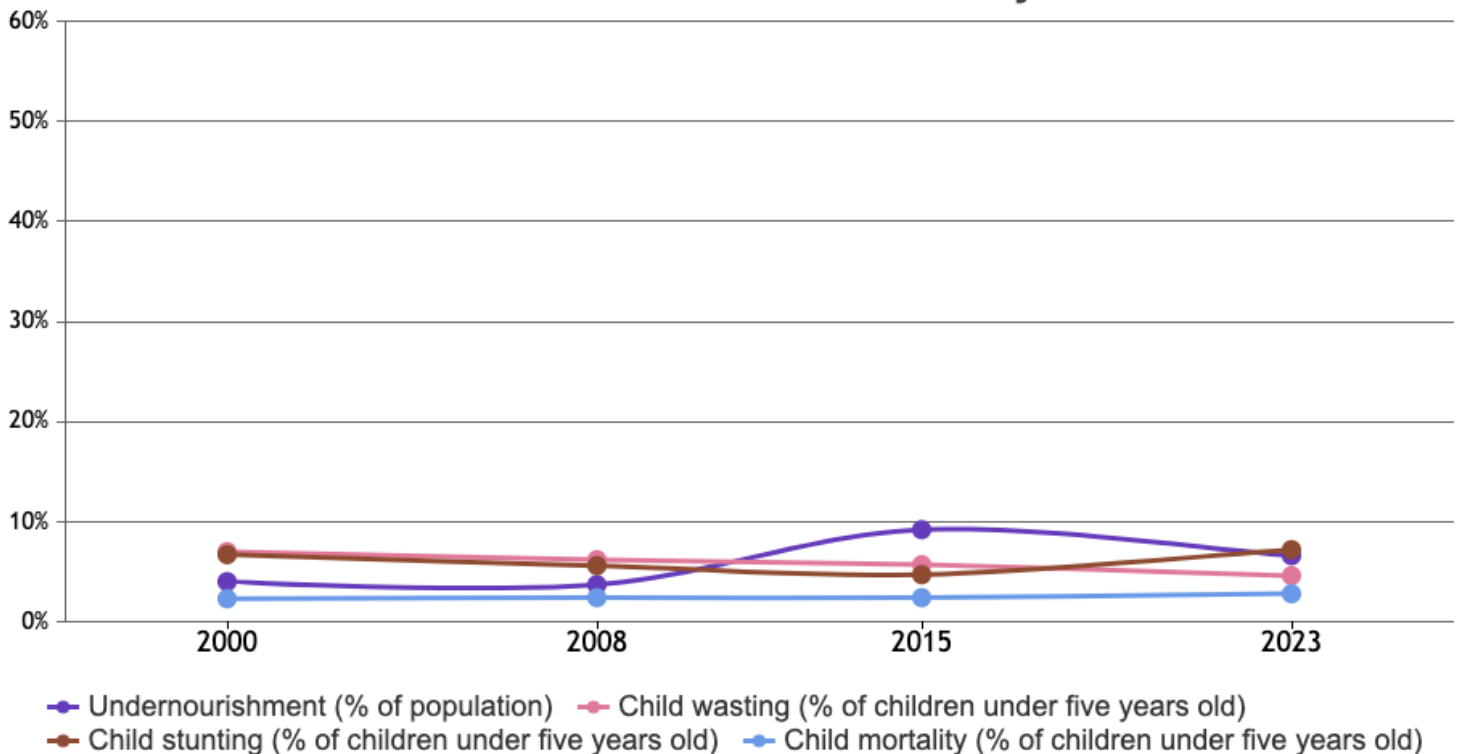 60%
50%
40%
30%
20%
10%
0%
2000 2008 2015 2023
Undernourishment (% of population) Child wasting (% of children under five years old)
Child stunting (% of children under five years old) Child mortality (% of children under five years old)